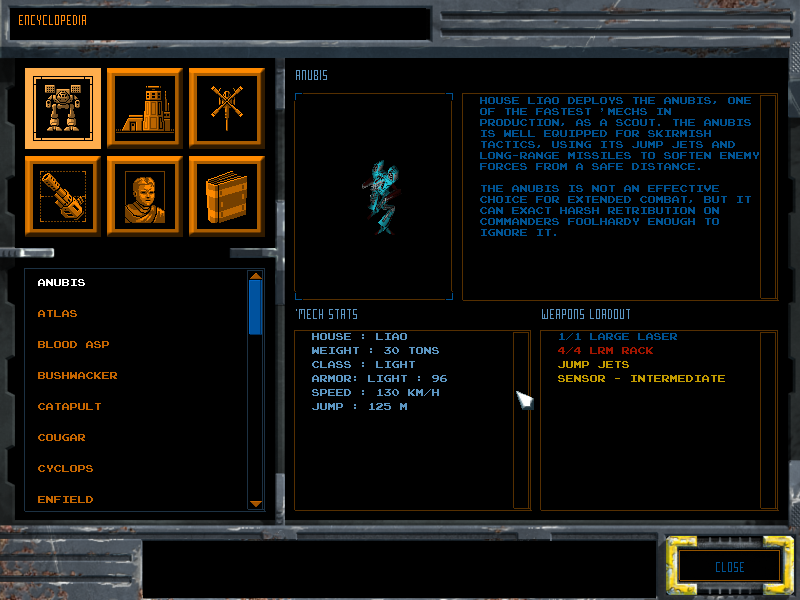 ENCYCLOPEDIA
ANUBIS
HOUSE LIAO DEPLOYS THE ANUBIS, ONE
OF THE FASTEST 'MECHS IN
PRODUCTION, AS A SCOUT. THE ANUBIS
IS WELL EQUIPPED FOR SKIRMISH
TACTICS, USING ITS JUMP JETS AND
LONG-RANGE MISSILES TO SOFTEN ENEMY
FORCES FROM A SAFE DISTANCE.
THE ANUBIS IS NOT AN EFFECTIVE
CHOICE FOR EXTENDED COMBAT, BUT IT
CAN EXACT HARSH RETRIBUTION ON
COMMANDERS FOOLHARDY ENOUGH TO
IGNORE IT.
ANUBIS
ATLAS
BLOOD ASP
BUSHWACKER
CATAPULT
COUGAR
CYCLOPS
ENFIELD
'MECH STATS
HOUSE : LIAO
WEIGHT : 30 TONS
CLASS : LIGHT
ARMOR: LIGHT : 96
SPEED : 130 KM/H
JUMP : 125 M
WEAPONS LOADOUT
1/1 LARGE LASER
4/4 LRM RACK
JUMP JETS
SENSOR - INTERMEDIATE
CLOSE